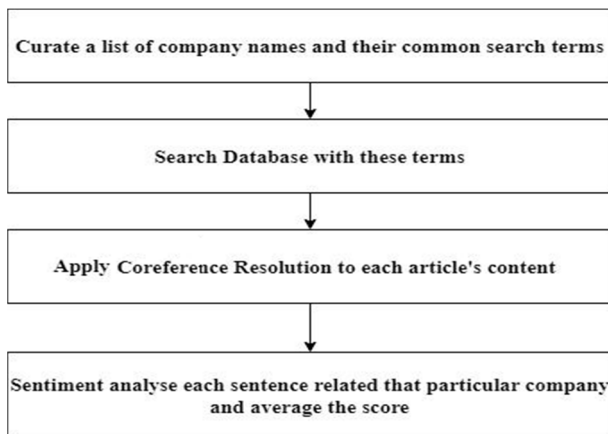 Curate a list of company names and their common search terms
Search Database with these terms
Apply Coreference Resolution to each article's content
Sentiment analyse each sentence related that particular company
and average the score